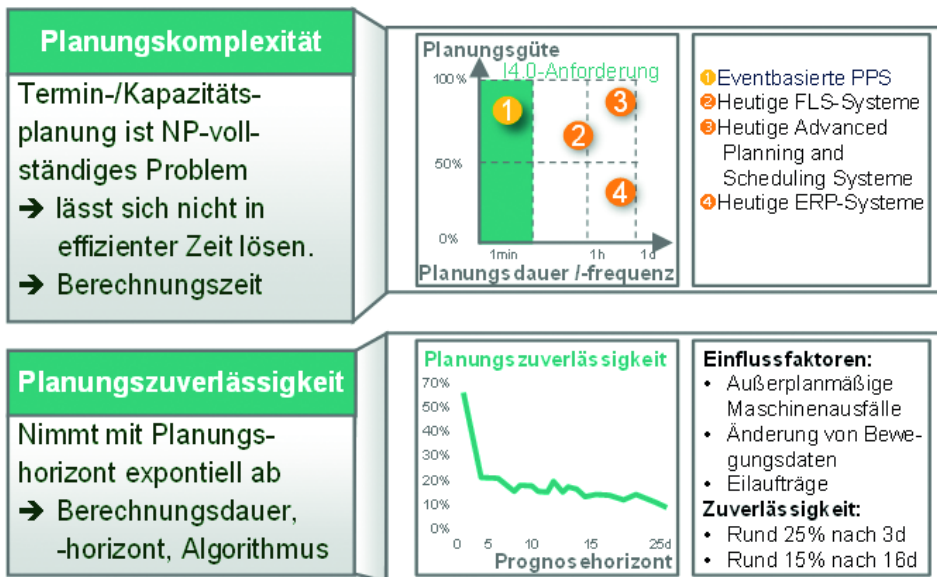 Planungskomplexität
Termin-/Kapazitäts-
planung ist NP-voll-
ständiges Problem
➔ lässt sich nicht in
effizienter Zeit lösen.
➔ Berechnungszeit
Planungsgüte
I4.0-Anforderung
100%
50%
0%
1
2
3
4
1min
1h
1d
Planungsdauer /-frequenz
1 Eventbasierte PPS
2 Heutige FLS-Systeme
3 Heutige Advanced
Planning and
Scheduling Systeme
4 Heutige ERP-Systeme
Planungszuverlässigkeit
Nimmt mit Planungs-
horizont expontiell ab
➔ Berechnungsdauer,
-horizont, Algorithmus
Planungszuverlässigkeit
70%
60%
50%
40%
30%
20%
10%
0%
0 5 10 15 25d
Prognosehorizont
Einflussfaktoren:
• Außerplanmäßige
Maschinenausfälle
• Änderung von Bewe-
gungsdaten
• Eilaufträge
Zuverlässigkeit:
• Rund 25% nach 3d
• Rund 15% nach 16d